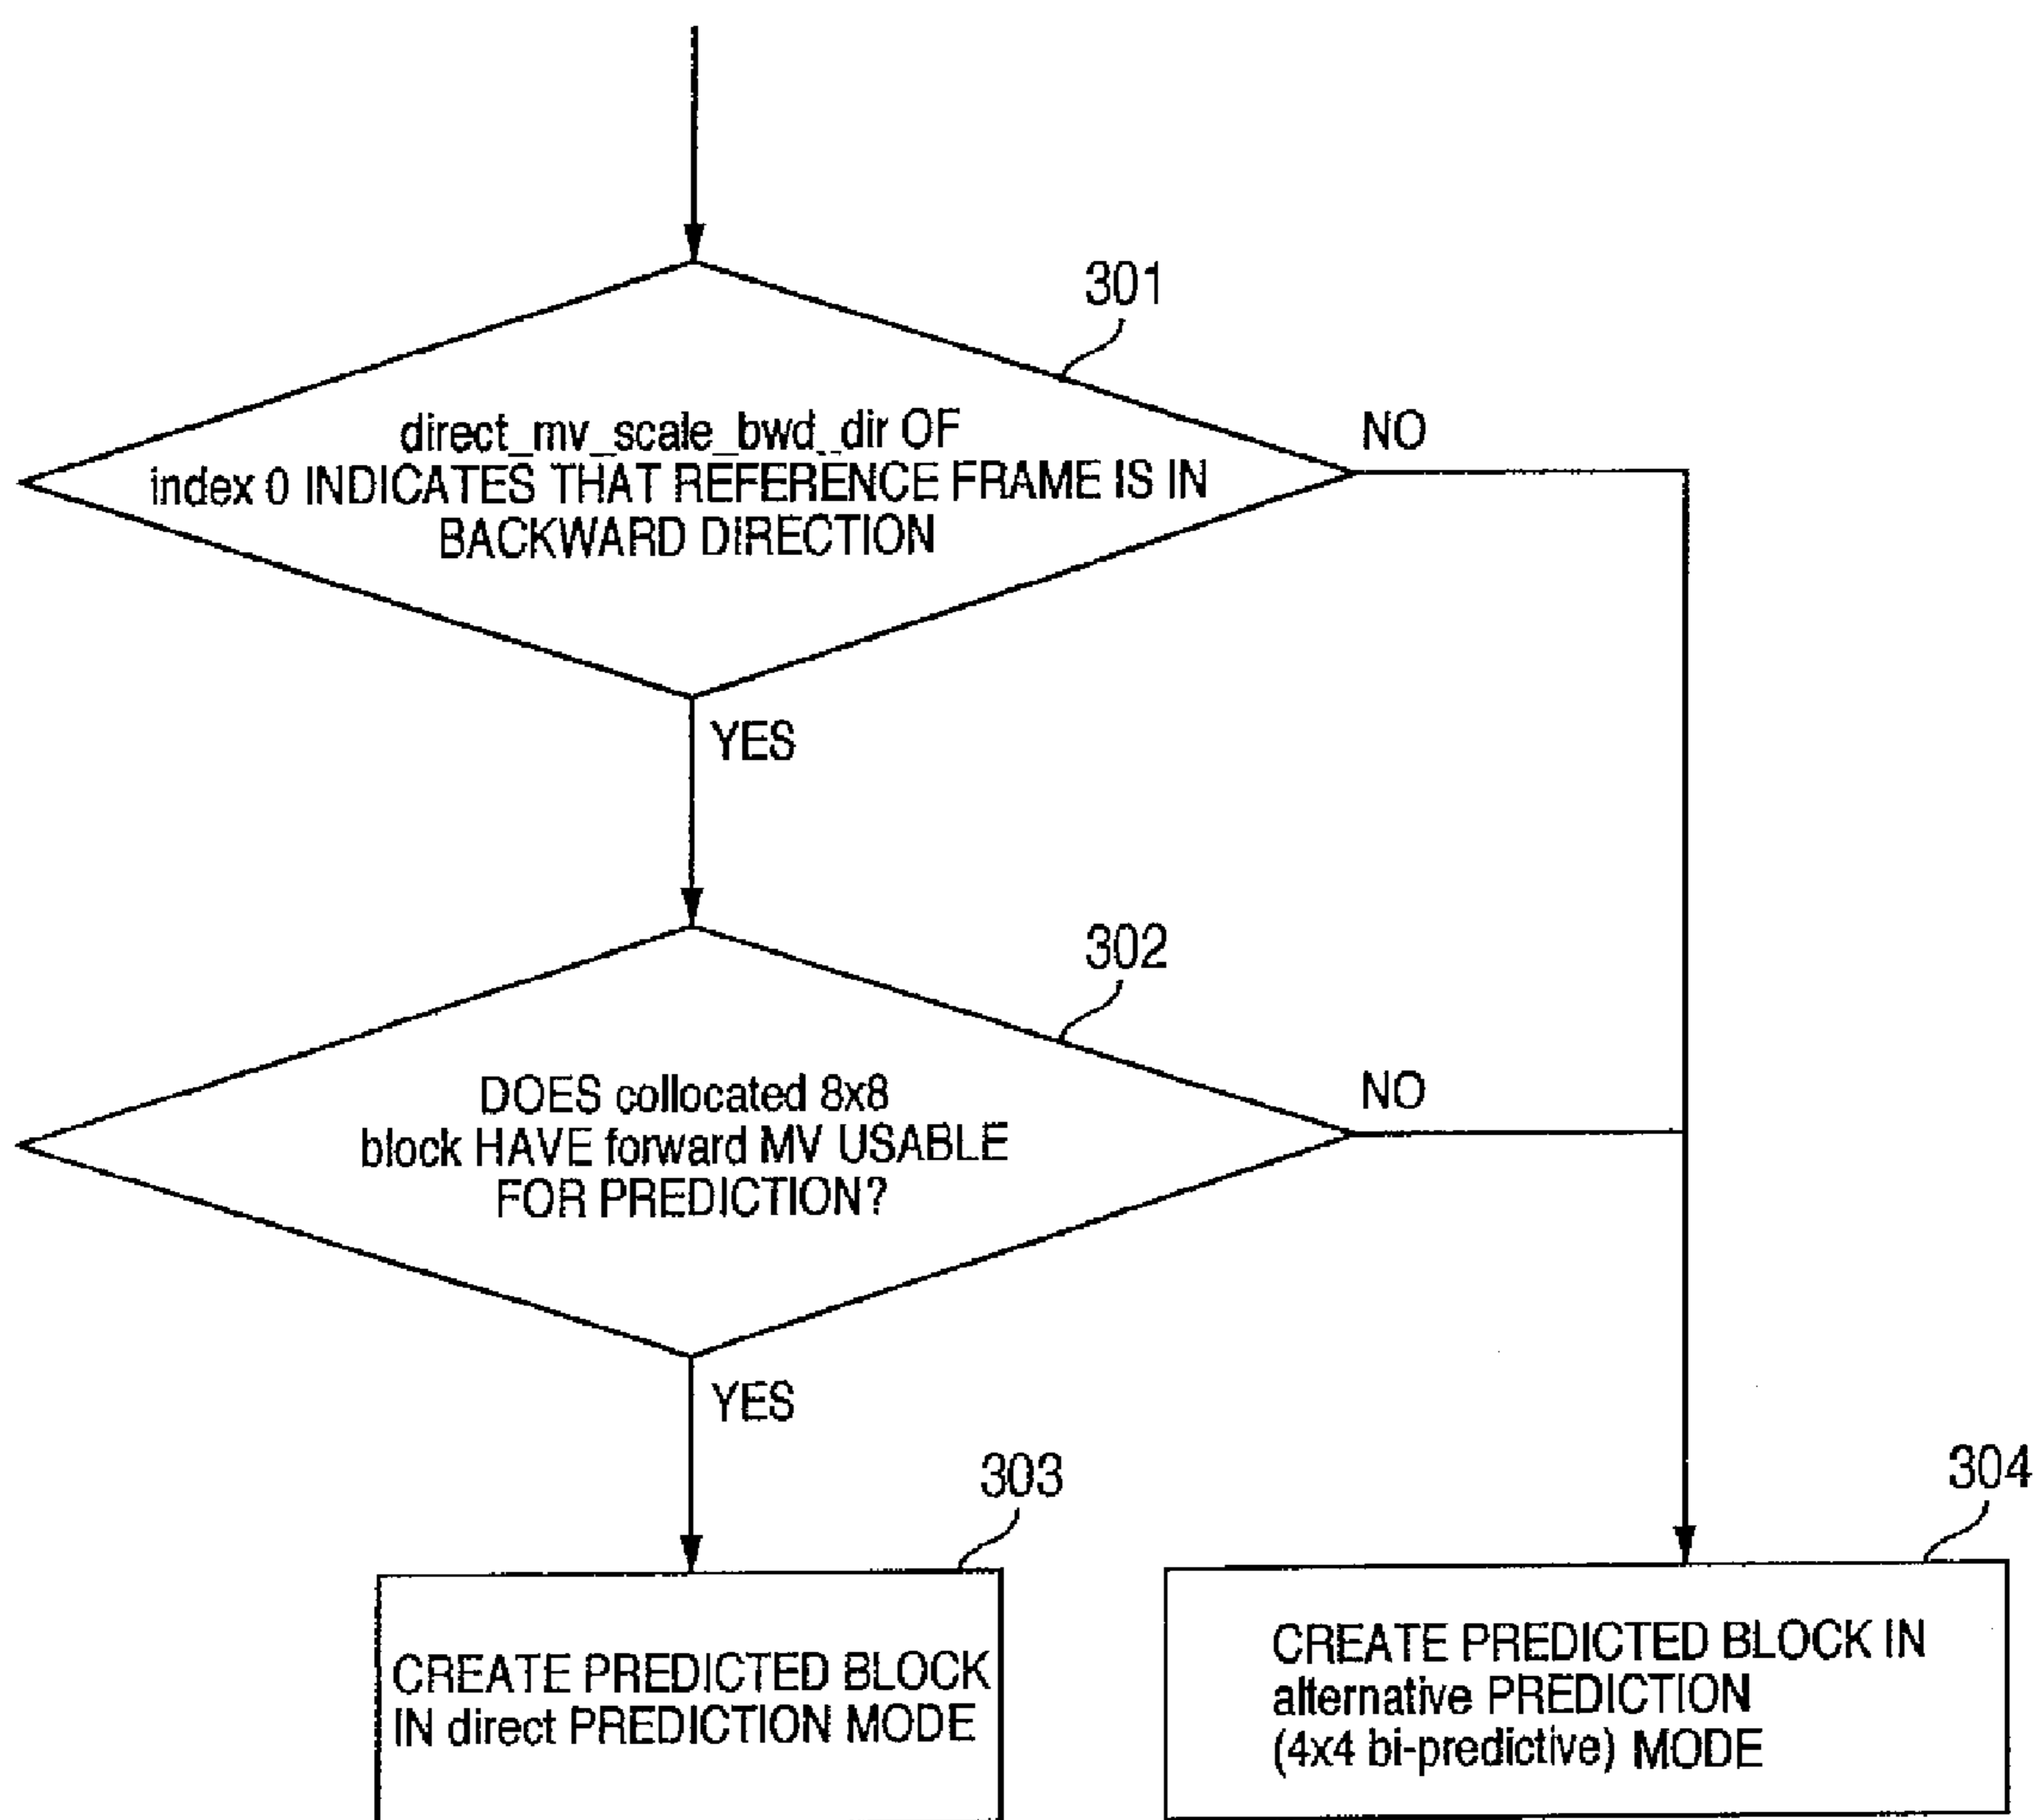 301
direct_mv_scale_bwd_dir OF
index 0 INDICATES THAT REFERENCE FRAME IS IN
BACKWARD DIRECTION
NO
YES
302
DOES collocated 8x8
block HAVE forward MV USABLE
FOR PREDICTION?
NO
YES
303
CREATE PREDICTED BLOCK
IN direct PREDICTION MODE
304
CREATE PREDICTED BLOCK IN
alternative PREDICTION
(4x4 bi-predictive) MODE